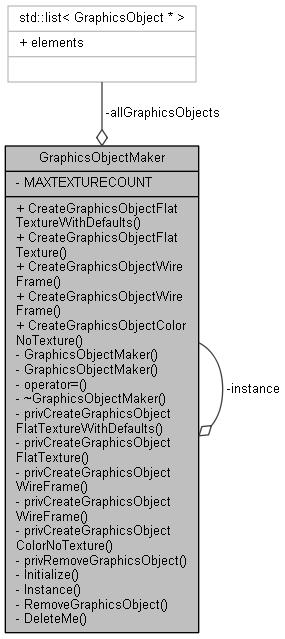 std::list< GraphicsObject * >
+ elements
-allGraphicsObjects
GraphicsObjectMaker
- MAXTEXTURECOUNT
+ CreateGraphicsObjectFlat
TextureWithDefaults()
+ CreateGraphicsObjectFlat
Texture()
+ CreateGraphicsObjectWire
Frame()
+ CreateGraphicsObjectWire
Frame()
+ CreateGraphicsObjectColor
NoTexture()
- GraphicsObjectMaker()
- GraphicsObjectMaker()
- operator=()
- ~GraphicsObjectMaker()
- privCreateGraphicsObject
FlatTextureWithDefaults()
- privCreateGraphicsObject
FlatTexture()
- privCreateGraphicsObject
WireFrame()
- privCreateGraphicsObject
WireFrame()
- privCreateGraphicsObject
ColorNoTexture()
- privRemoveGraphicsObject()
- Initialize()
- Instance()
- RemoveGraphicsObject()
- DeleteMe()
-instance